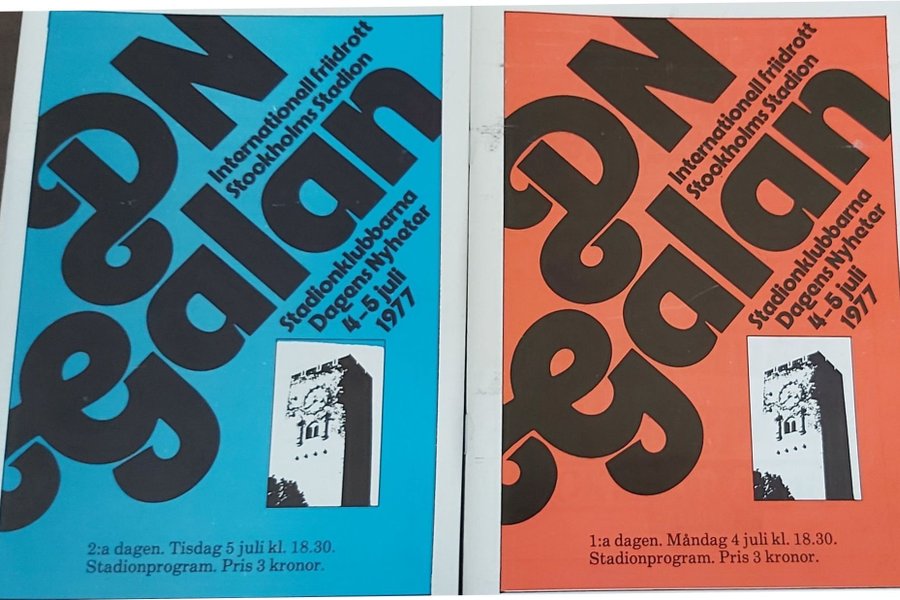 DN
galan
Internationell friidrott
Stockholms Stadion
Stadionklubbarna
Dagens Nyheter
4–5 juli
1977
2:a dagen. Tisdag 5 juli kl. 18.30.
Stadionprogram. Pris 3 kronor.
DN
galan
Internationell friidrott
Stockholms Stadion
Stadionklubbarna
Dagens Nyheter
4–5 juli
1977
1:a dagen. Måndag 4 juli kl. 18.30.
Stadionprogram. Pris 3 kronor.